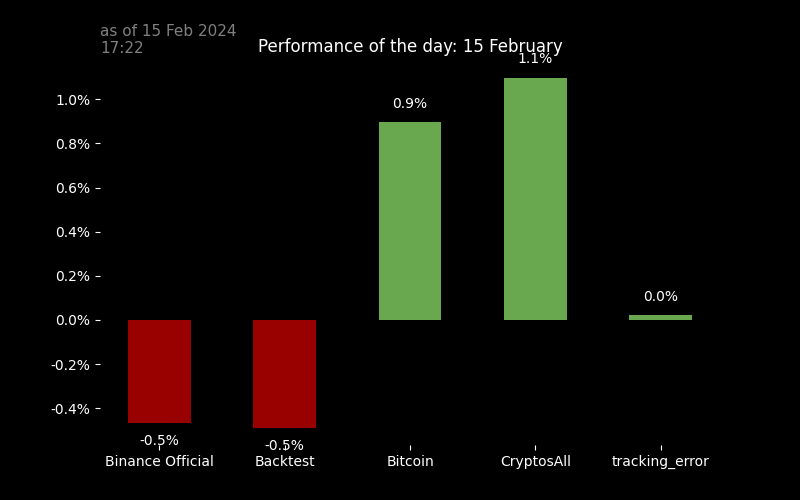 as of 15 Feb 2024
17:22
Performance of the day: 15 February
1.1%
1.0%
0.9%
0.8%
0.6%
0.4%
0.2%
0.0%
0.0%
-0.2%
-0.4%
-0.5%
-0.5%
Binance Official
Backtest
Bitcoin
CryptosAll
tracking_error